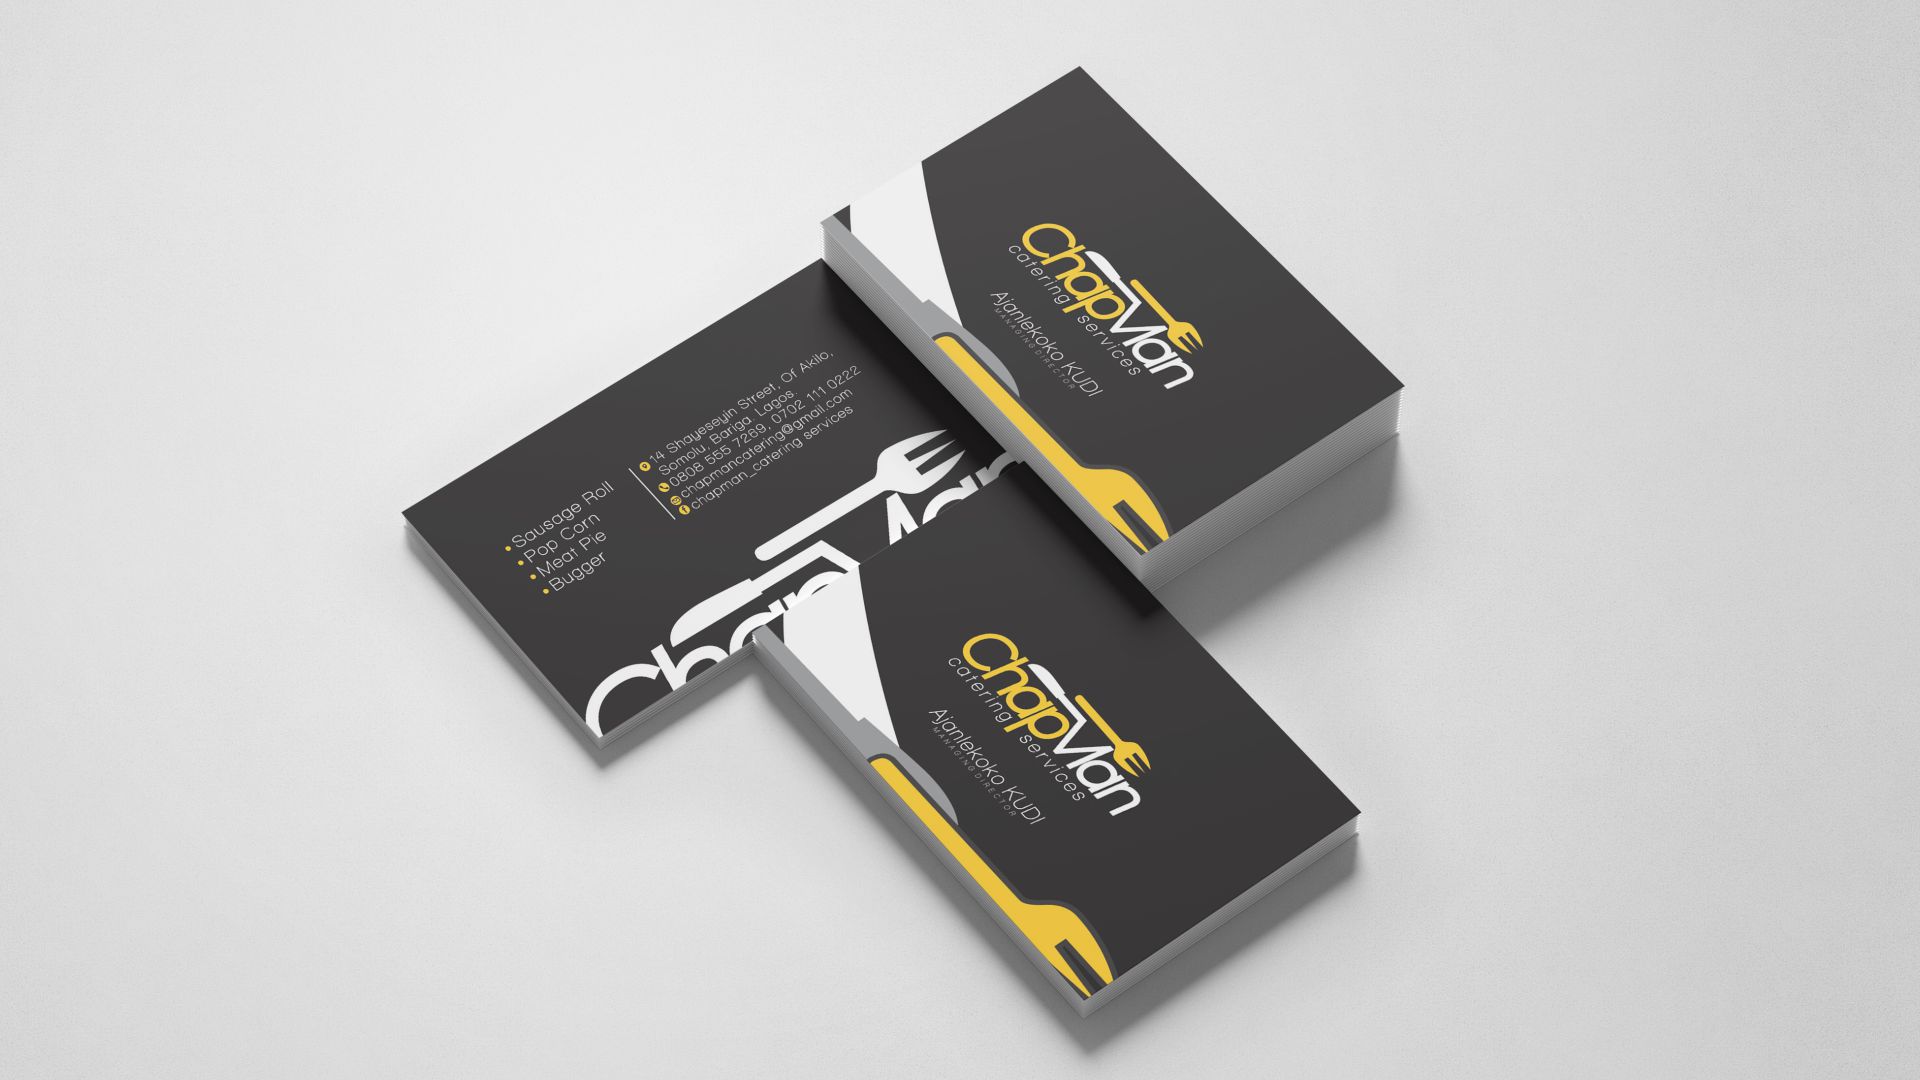 ChapMan
catering services
Ajanlekoko KUDI
MANAGING DIRECTOR
14 Shayeseyin Street, Of Akilo,
Somolu, Bariga, Lagos
0808 555 7269, 0702 111 0222
chapmancatering@gmail.com
chapman_catering services
• Sausage Roll
• Pop Corn
• Meat Pie
• Bugger
ChapMan
ChapMan
catering services
Ajanlekoko KUDI
MANAGING DIRECTOR